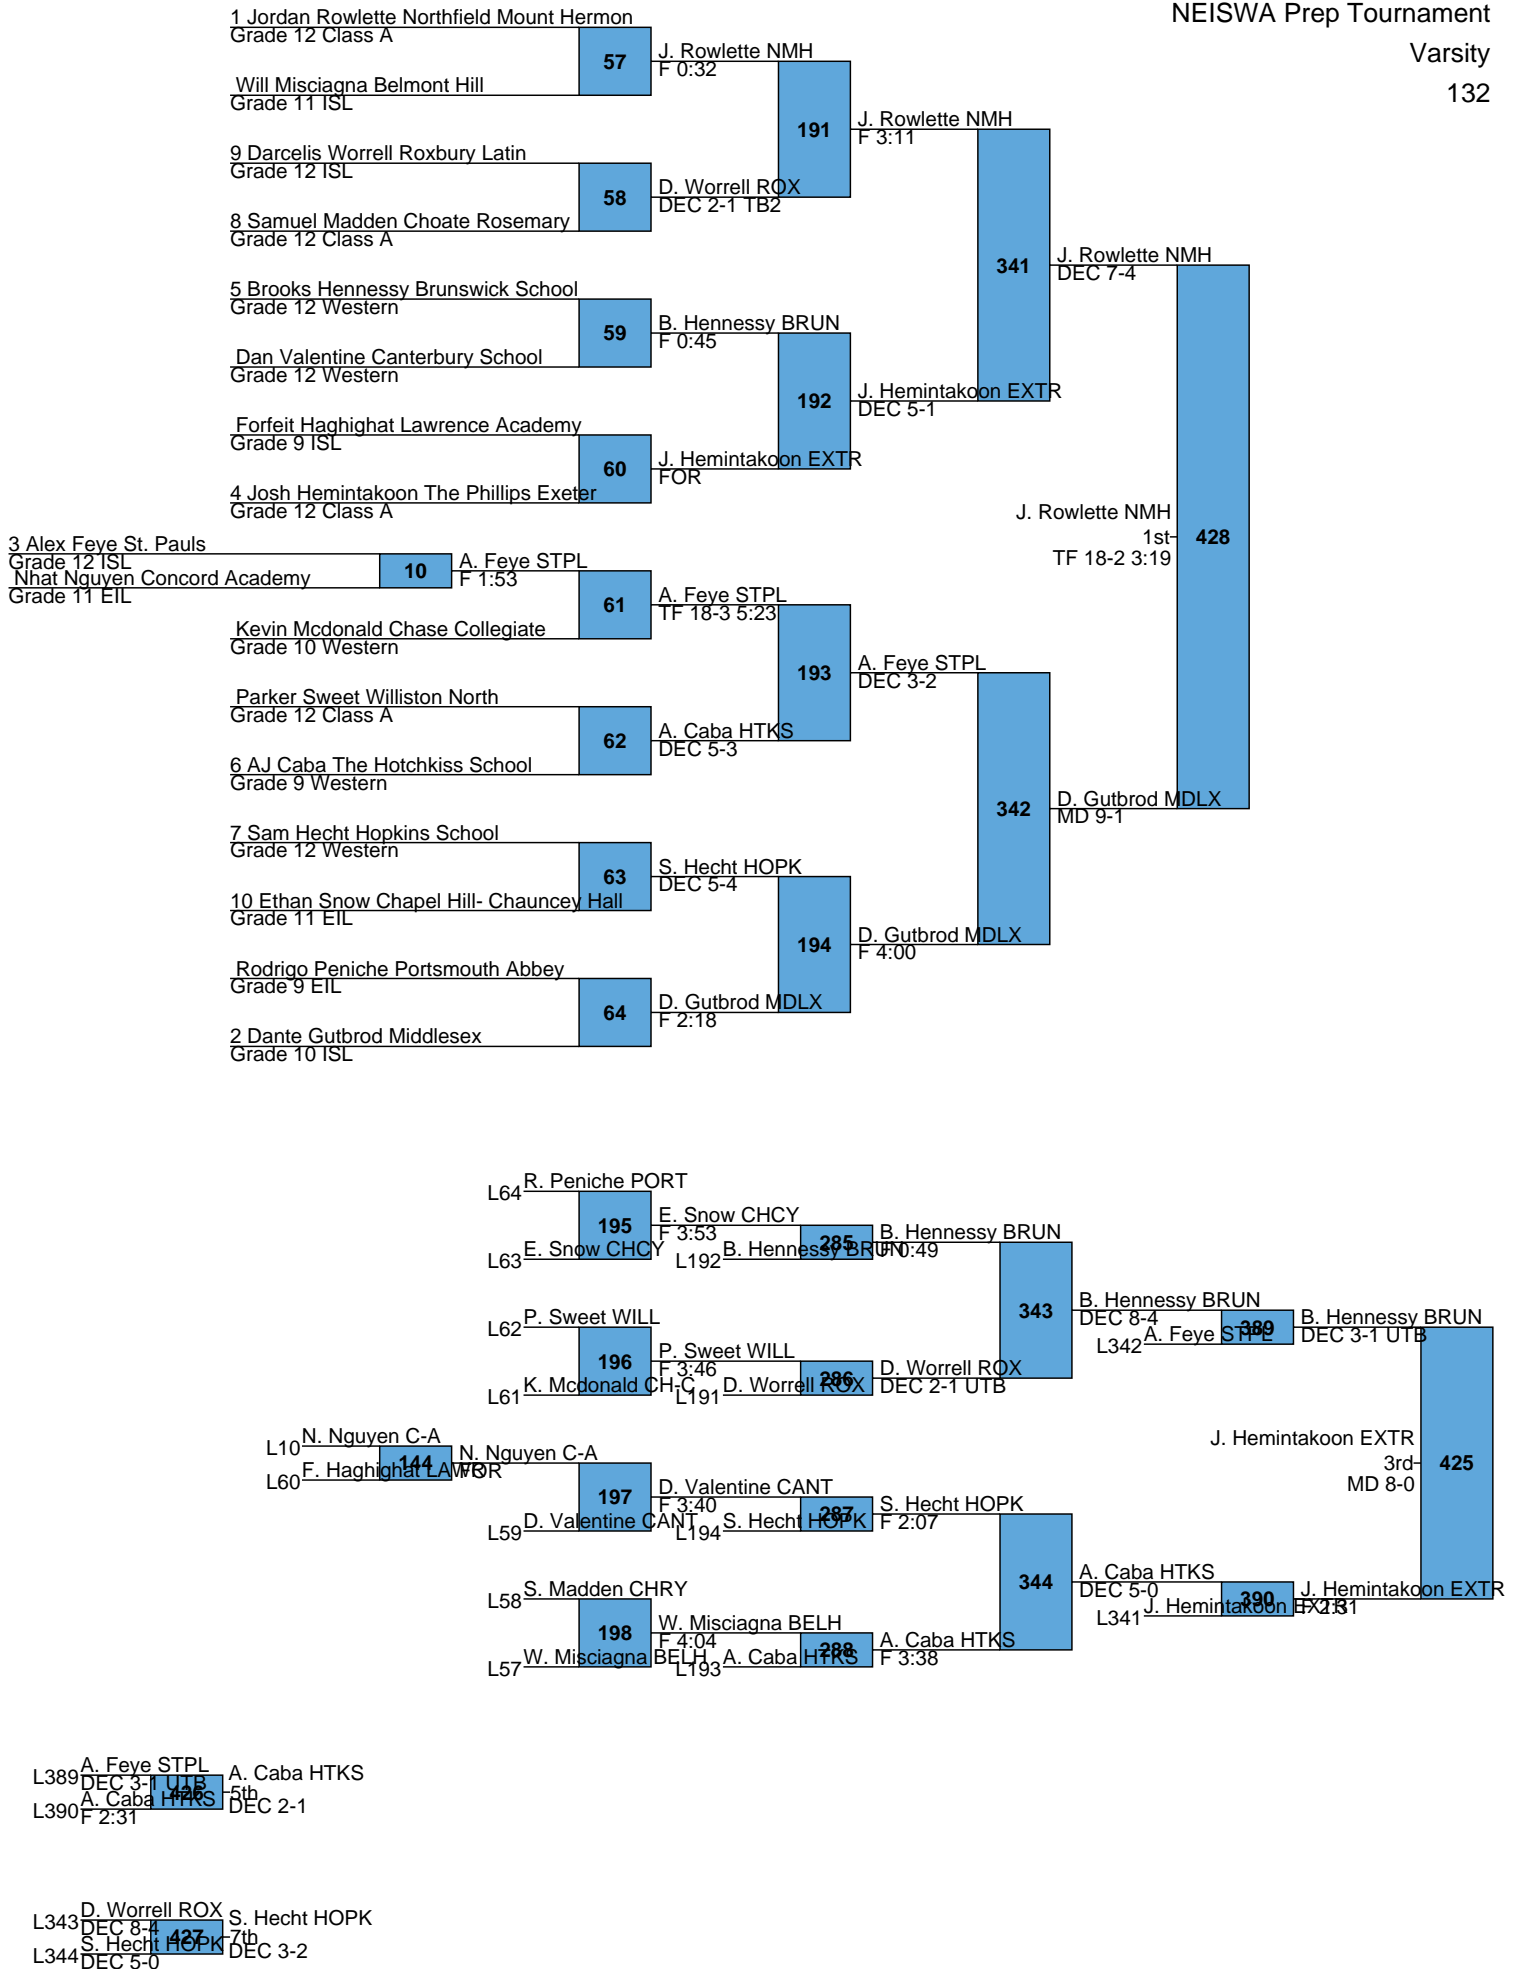 NEISWA Prep Tournament
Varsity
132
1 Jordan Rowlette Northfield Mount Hermon
Grade 12 Class A
57
J. Rowlette NMH
F 0:32
Will Misciagna Belmont Hill
Grade 11 ISL
191
J. Rowlette NMH
F 3:11
9 Darcelis Worrell Roxbury Latin
Grade 12 ISL
58
D. Worrell ROX
DEC 2-1 TB2
8 Samuel Madden Choate Rosemary
Grade 12 Class A
341
J. Rowlette NMH
DEC 7-4
5 Brooks Hennessy Brunswick School
Grade 12 Western
59
B. Hennessy BRUN
F 0:45
Dan Valentine Canterbury School
Grade 12 Western
192
J. Hemintakoon EXTR
DEC 5-1
Forfeit Haghighat Lawrence Academy
Grade 9 ISL
60
J. Hemintakoon EXTR
FOR
4 Josh Hemintakoon The Phillips Exeter
Grade 12 Class A
J. Rowlette NMH
1st
TF 18-2 3:19
428
3 Alex Feye St. Pauls
Grade 12 ISL
Nhat Nguyen Concord Academy
Grade 11 EIL
10
A. Feye STPL
F 1:53
61
A. Feye STPL
TF 18-3 5:23
Kevin Mcdonald Chase Collegiate
Grade 10 Western
193
A. Feye STPL
DEC 3-2
Parker Sweet Williston North
Grade 12 Class A
62
A. Caba HTKS
DEC 5-3
6 AJ Caba The Hotchkiss School
Grade 9 Western
342
D. Gutbrod MDLX
MD 9-1
7 Sam Hecht Hopkins School
Grade 12 Western
63
S. Hecht HOPK
DEC 5-4
10 Ethan Snow Chapel Hill- Chauncey Hall
Grade 11 EIL
194
D. Gutbrod MDLX
F 4:00
Rodrigo Peniche Portsmouth Abbey
Grade 9 EIL
64
D. Gutbrod MDLX
F 2:18
2 Dante Gutbrod Middlesex
Grade 10 ISL
L64
R. Peniche PORT
195
E. Snow CHCY
F 3:53
L63
E. Snow CHCY
L192
B. Hennessy BRUN
285
B. Hennessy BRUN
F 0:49
343
B. Hennessy BRUN
DEC 8-4
L342
A. Feye STPL
389
B. Hennessy BRUN
DEC 3-1 UTB
L62
P. Sweet WILL
196
P. Sweet WILL
F 3:46
L61
K. Mcdonald CH-C
L191
D. Worrell ROX
286
D. Worrell ROX
DEC 2-1 UTB
L10
N. Nguyen C-A
L60
F. Haghighat LAWR
144
N. Nguyen C-A
FOR
197
D. Valentine CANT
F 3:40
L59
D. Valentine CANT
L194
S. Hecht HOPK
287
S. Hecht HOPK
F 2:07
J. Hemintakoon EXTR
3rd
MD 8-0
425
344
A. Caba HTKS
DEC 5-0
L341
J. Hemintakoon EXTR
390
J. Hemintakoon EXTR
F 2:31
L58
S. Madden CHRY
198
W. Misciagna BELH
F 4:04
L57
W. Misciagna BELH
L193
A. Caba HTKS
288
A. Caba HTKS
F 3:38
L389
A. Feye STPL
DEC 3-1 UTB
L390
A. Caba HTKS
F 2:31
426
A. Caba HTKS
5th
DEC 2-1
L343
D. Worrell ROX
DEC 8-4
L344
S. Hecht HOPK
DEC 5-0
427
S. Hecht HOPK
7th
DEC 3-2